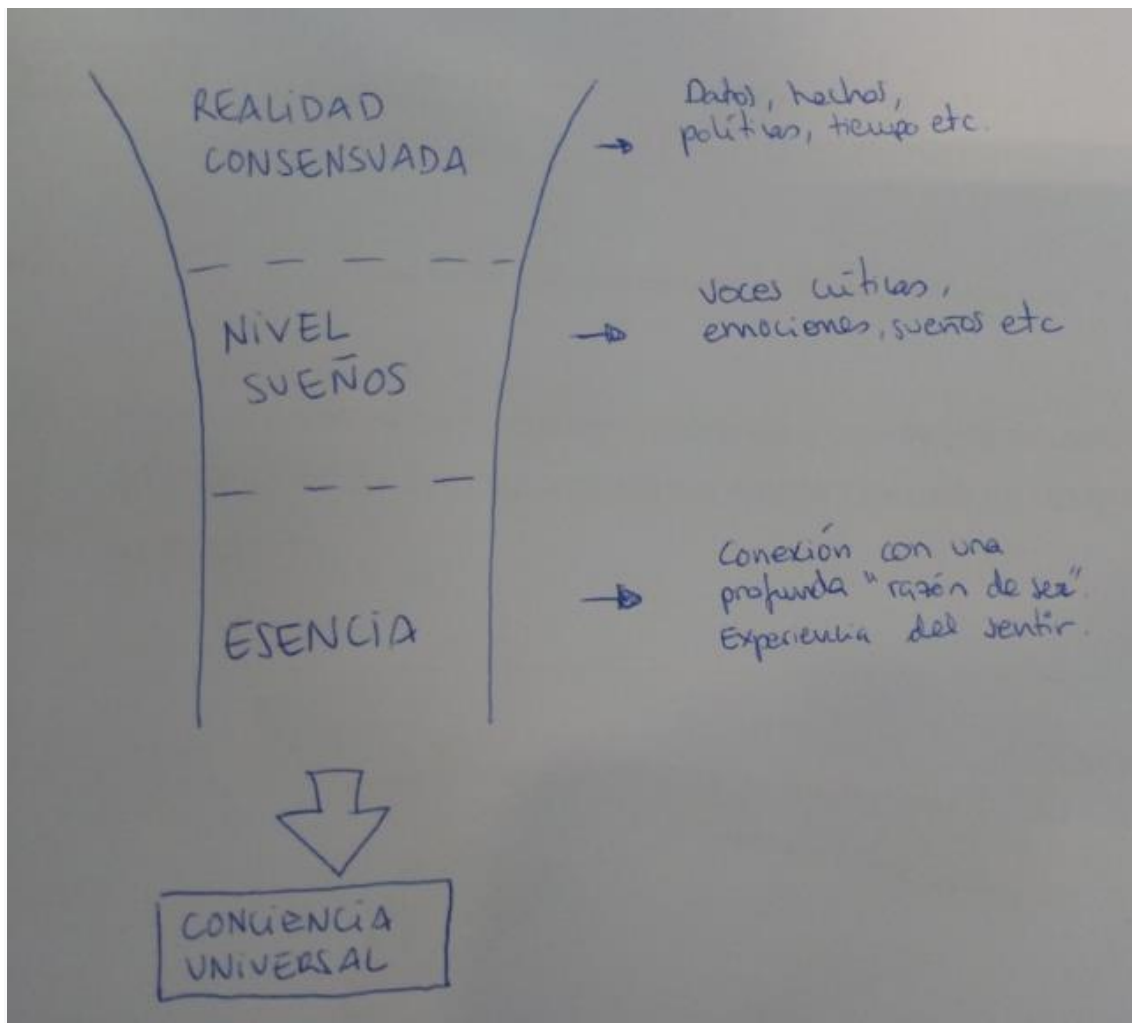 REALIDAD
CONSENSUADA
Datos, hechos,
políticas, tiempo etc.
NIVEL
SUEÑOS
Voces críticas,
emociones, sueños etc
ESENCIA
Conexión con una
profunda "razón de ser".
Experiencia del sentir.
CONCIENCIA
UNIVERSAL